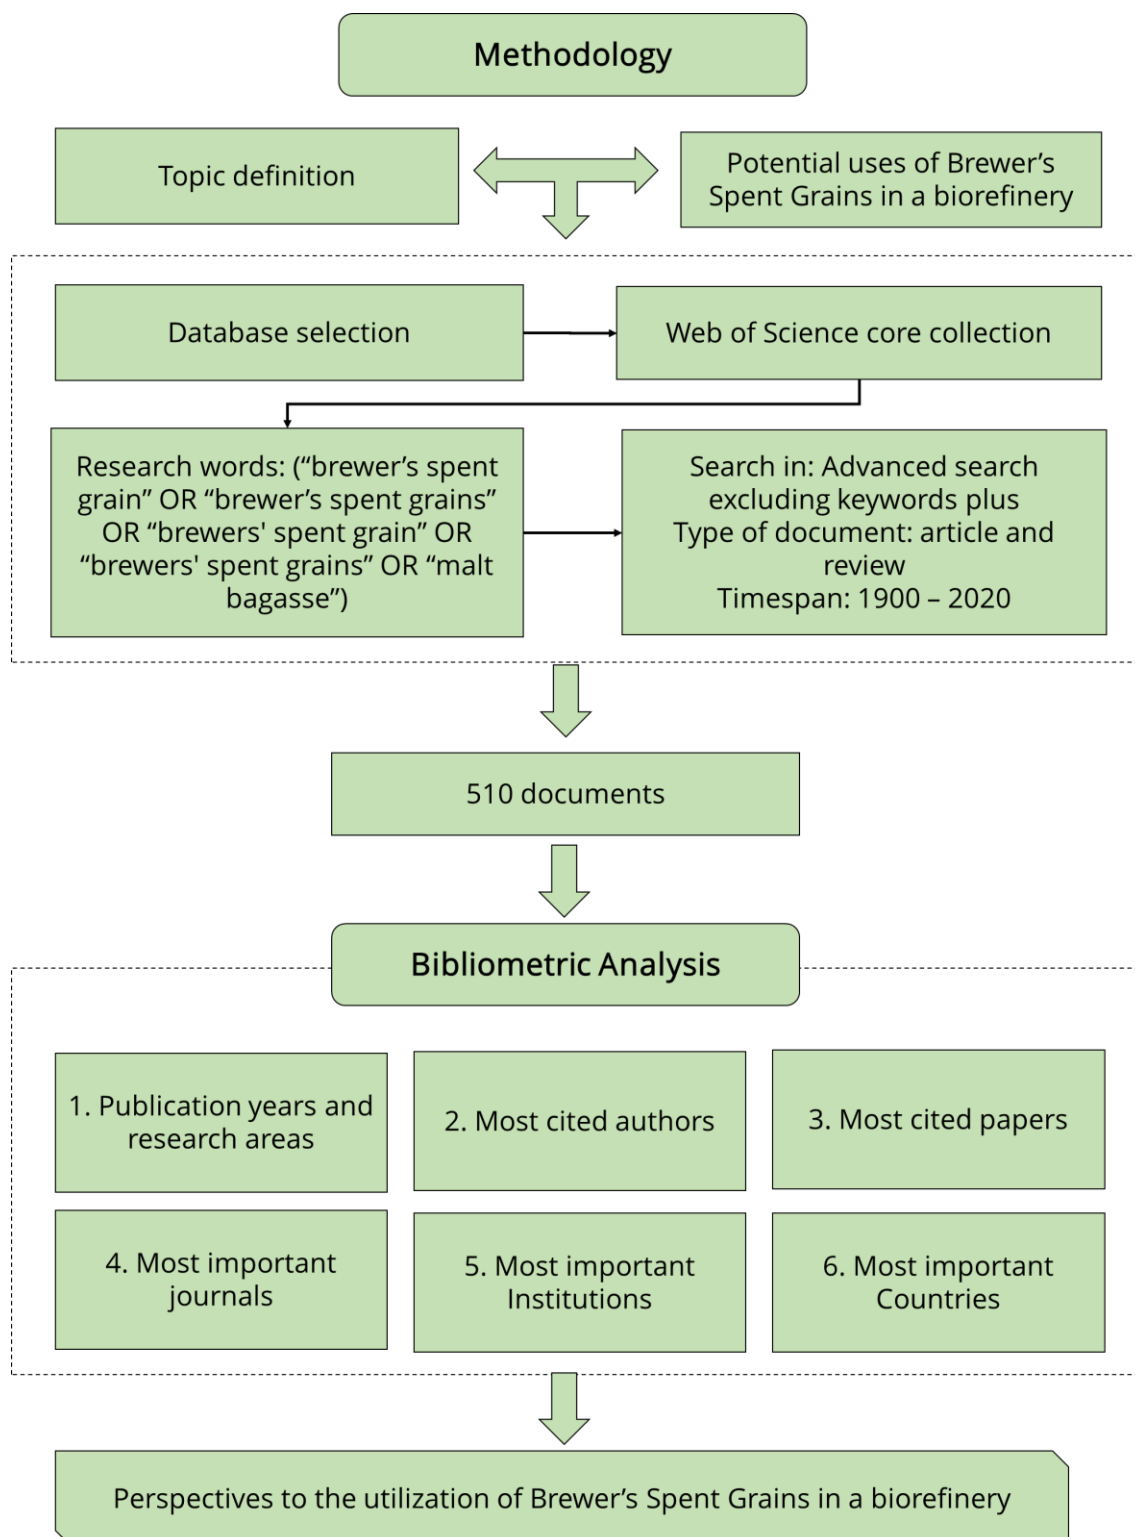 Methodology
Topic definition
Potential uses of Brewer’s
Spent Grains in a biorefinery
Database selection
Web of Science core collection
Research words: (“brewer’s spent
grain” OR “brewer’s spent grains”
OR “brewers' spent grain” OR
“brewers' spent grains” OR “malt
bagasse”)
Search in: Advanced search
excluding keywords plus
Type of document: article and
review
Timespan: 1900 – 2020
510 documents
Bibliometric Analysis
1. Publication years and
research areas
2. Most cited authors
3. Most cited papers
4. Most important
journals
5. Most important
Institutions
6. Most important
Countries
Perspectives to the utilization of Brewer’s Spent Grains in a biorefinery